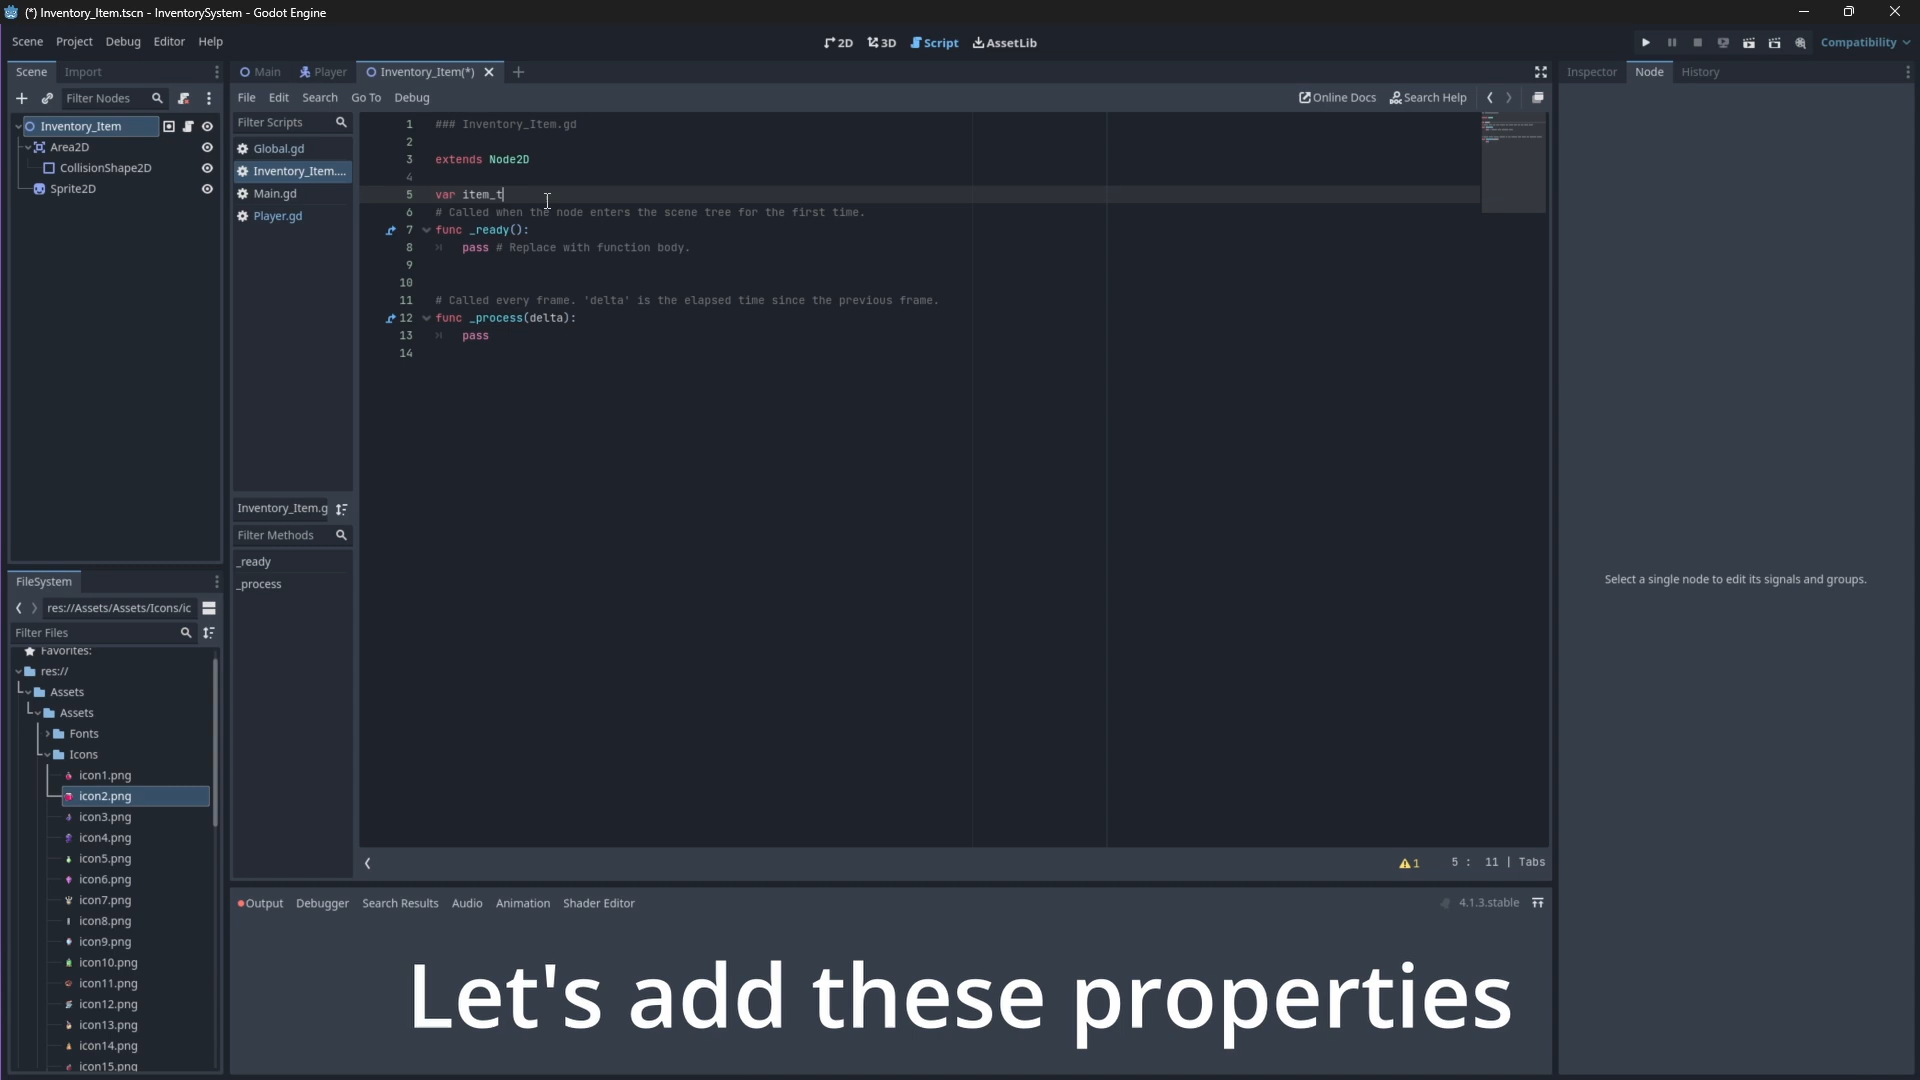 (*) Inventory_Item.tscn - InventorySystem - Godot Engine
Scene Project Debug Editor Help
2D 3D Script AssetLib
Compatibility
Scene Import
Main Player Inventory_Item(*)
Inspector Node History
Filter Nodes
File Edit Search Go To Debug
Online Docs Search Help
Inventory_Item
Area2D
CollisionShape2D
Sprite2D
Filter Scripts
Global.gd
Inventory_Item....
Main.gd
Player.gd
Inventory_Item.g
Filter Methods
_ready
_process
1 ### Inventory_Item.gd
2
3 extends Node2D
4
5 var item_t
6 # Called when the node enters the scene tree for the first time.
7 func _ready():
8 pass # Replace with function body.
9
10
11 # Called every frame. 'delta' is the elapsed time since the previous frame.
12 func _process(delta):
13 pass
14
1 5 : 11 | Tabs
Select a single node to edit its signals and groups.
FileSystem
res://Assets/Assets/Icons/ic
Filter Files
Favorites:
res://
Assets
Assets
Fonts
Icons
icon1.png
icon2.png
icon3.png
icon4.png
icon5.png
icon6.png
icon7.png
icon8.png
icon9.png
icon10.png
icon11.png
icon12.png
icon13.png
icon14.png
icon15.png
Output Debugger Search Results Audio Animation Shader Editor
4.1.3.stable
Let's add these properties